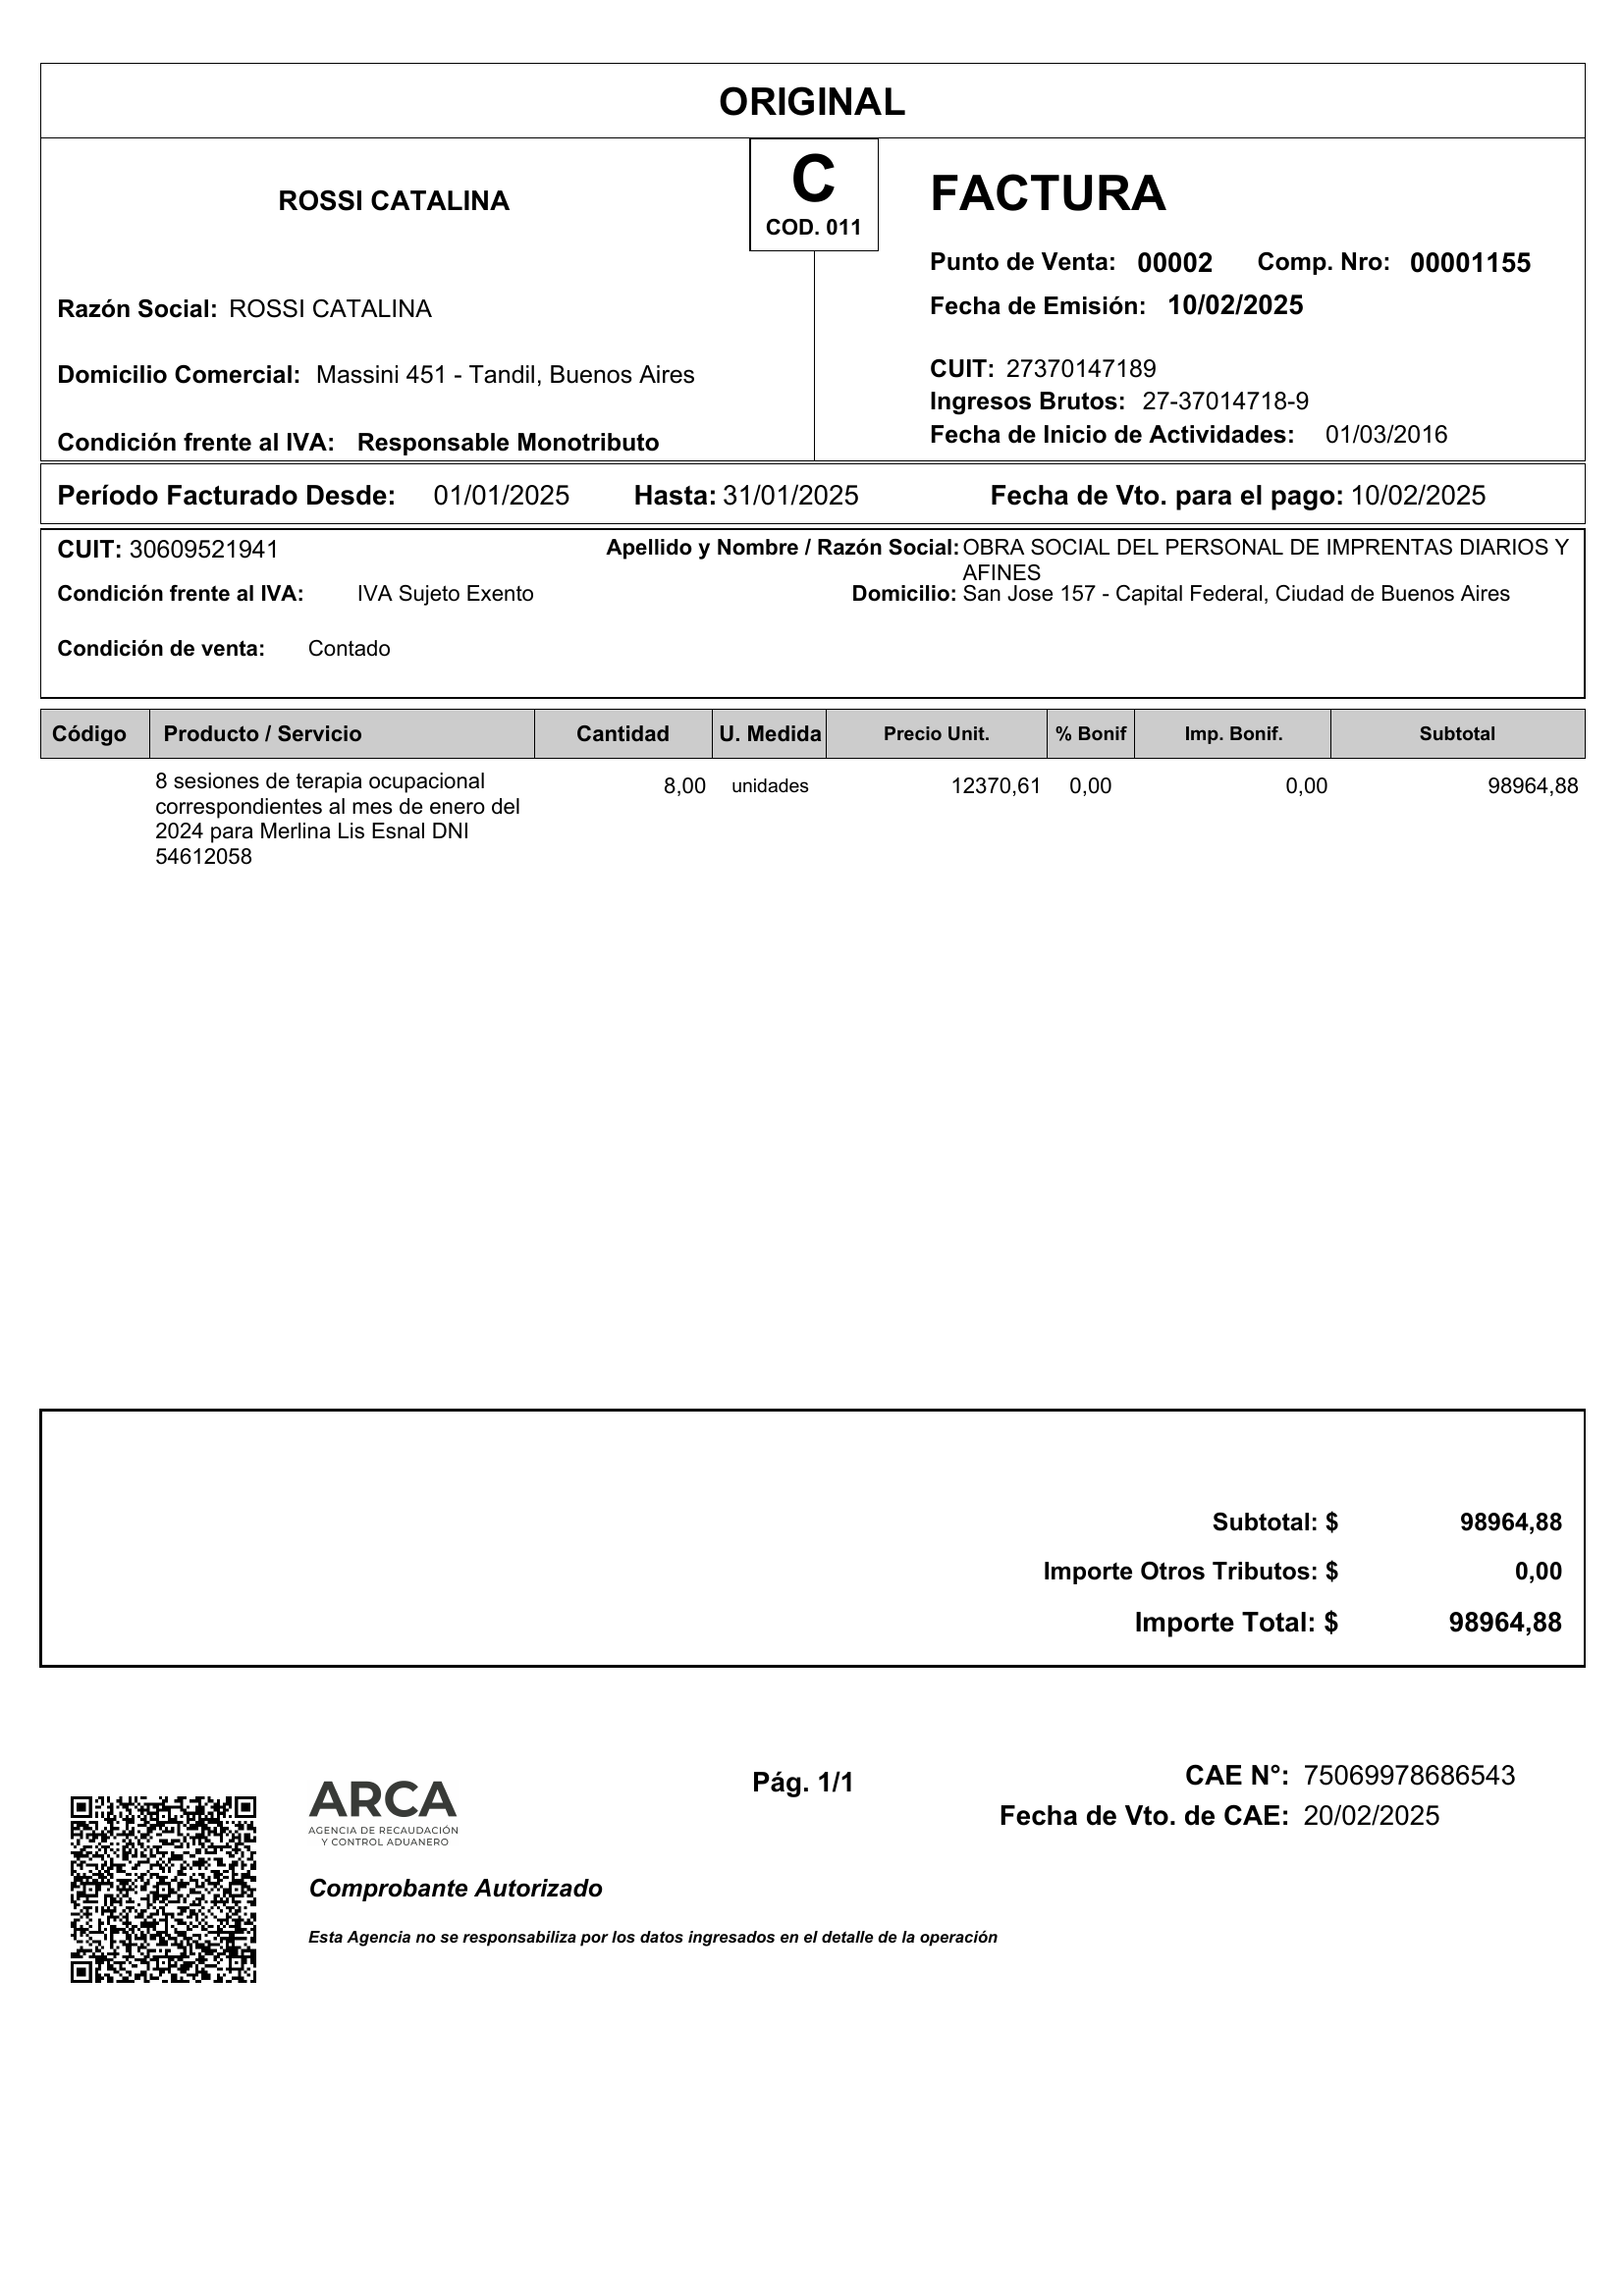 ORIGINAL
ROSSI CATALINA
C
COD. 011
FACTURA
Punto de Venta: 00002 Comp. Nro: 00001155
Fecha de Emisión: 10/02/2025
Razón Social: ROSSI CATALINA
Domicilio Comercial: Massini 451 - Tandil, Buenos Aires
Condición frente al IVA: Responsable Monotributo
CUIT: 27370147189
Ingresos Brutos: 27-37014718-9
Fecha de Inicio de Actividades: 01/03/2016
Período Facturado Desde: 01/01/2025 Hasta: 31/01/2025 Fecha de Vto. para el pago: 10/02/2025
CUIT: 30609521941
Apellido y Nombre / Razón Social: OBRA SOCIAL DEL PERSONAL DE IMPRENTAS DIARIOS Y
AFINES
Condición frente al IVA: IVA Sujeto Exento
Domicilio: San Jose 157 - Capital Federal, Ciudad de Buenos Aires
Condición de venta: Contado
Código Producto / Servicio Cantidad U. Medida Precio Unit. % Bonif Imp. Bonif. Subtotal
8 sesiones de terapia ocupacional 8,00 unidades 12370,61 0,00 0,00 98964,88
correspondientes al mes de enero del
2024 para Merlina Lis Esnal DNI
54612058
Subtotal: $ 98964,88
Importe Otros Tributos: $ 0,00
Importe Total: $ 98964,88
ARCA
AGENCIA DE RECAUDACIÓN
Y CONTROL ADUANERO
Pág. 1/1
CAE N°: 75069978686543
Fecha de Vto. de CAE: 20/02/2025
Comprobante Autorizado
Esta Agencia no se responsabiliza por los datos ingresados en el detalle de la operación